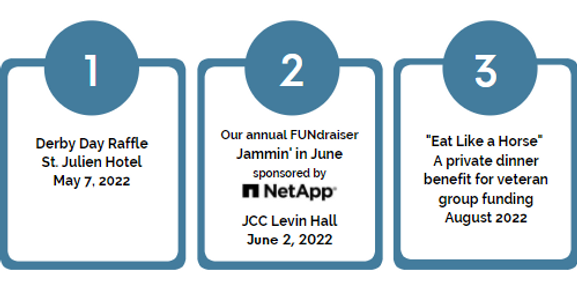 1
Derby Day Raffle
St. Julien Hotel
May 7, 2022
2
Our annual FUNdraiser
Jammin' in June
sponsored by
NetApp
JCC Levin Hall
June 2, 2022
3
"Eat Like a Horse"
A private dinner
benefit for veteran
group funding
August 2022